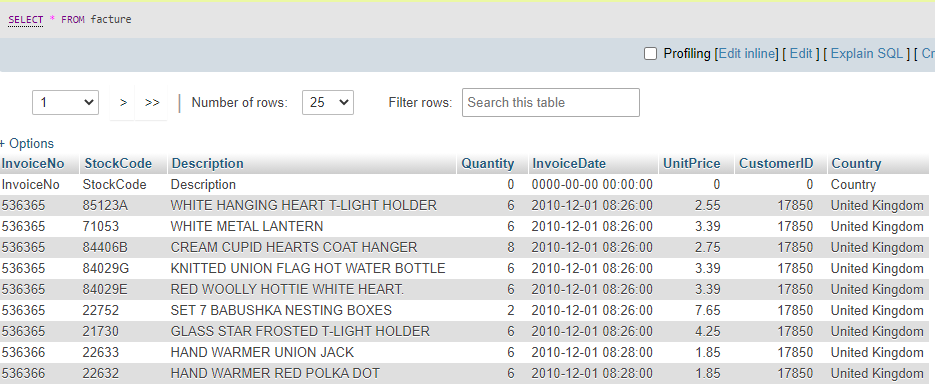 SELECT * FROM facture
Profiling [Edit inline] [ Edit ] [ Explain SQL ] [ Cr
1 > >> | Number of rows: 25 Filter rows: Search this table
+ Options
InvoiceNo StockCode Description Quantity InvoiceDate UnitPrice CustomerID Country
InvoiceNo StockCode Description 0 0000-00-00 00:00:00 0 0 Country
536365 85123A WHITE HANGING HEART T-LIGHT HOLDER 6 2010-12-01 08:26:00 2.55 17850 United Kingdom
536365 71053 WHITE METAL LANTERN 6 2010-12-01 08:26:00 3.39 17850 United Kingdom
536365 84406B CREAM CUPID HEARTS COAT HANGER 8 2010-12-01 08:26:00 2.75 17850 United Kingdom
536365 84029G KNITTED UNION FLAG HOT WATER BOTTLE 6 2010-12-01 08:26:00 3.39 17850 United Kingdom
536365 84029E RED WOOLLY HOTTIE WHITE HEART. 6 2010-12-01 08:26:00 3.39 17850 United Kingdom
536365 22752 SET 7 BABUSHKA NESTING BOXES 2 2010-12-01 08:26:00 7.65 17850 United Kingdom
536365 21730 GLASS STAR FROSTED T-LIGHT HOLDER 6 2010-12-01 08:26:00 4.25 17850 United Kingdom
536366 22633 HAND WARMER UNION JACK 6 2010-12-01 08:28:00 1.85 17850 United Kingdom
536366 22632 HAND WARMER RED POLKA DOT 6 2010-12-01 08:28:00 1.85 17850 United Kingdom